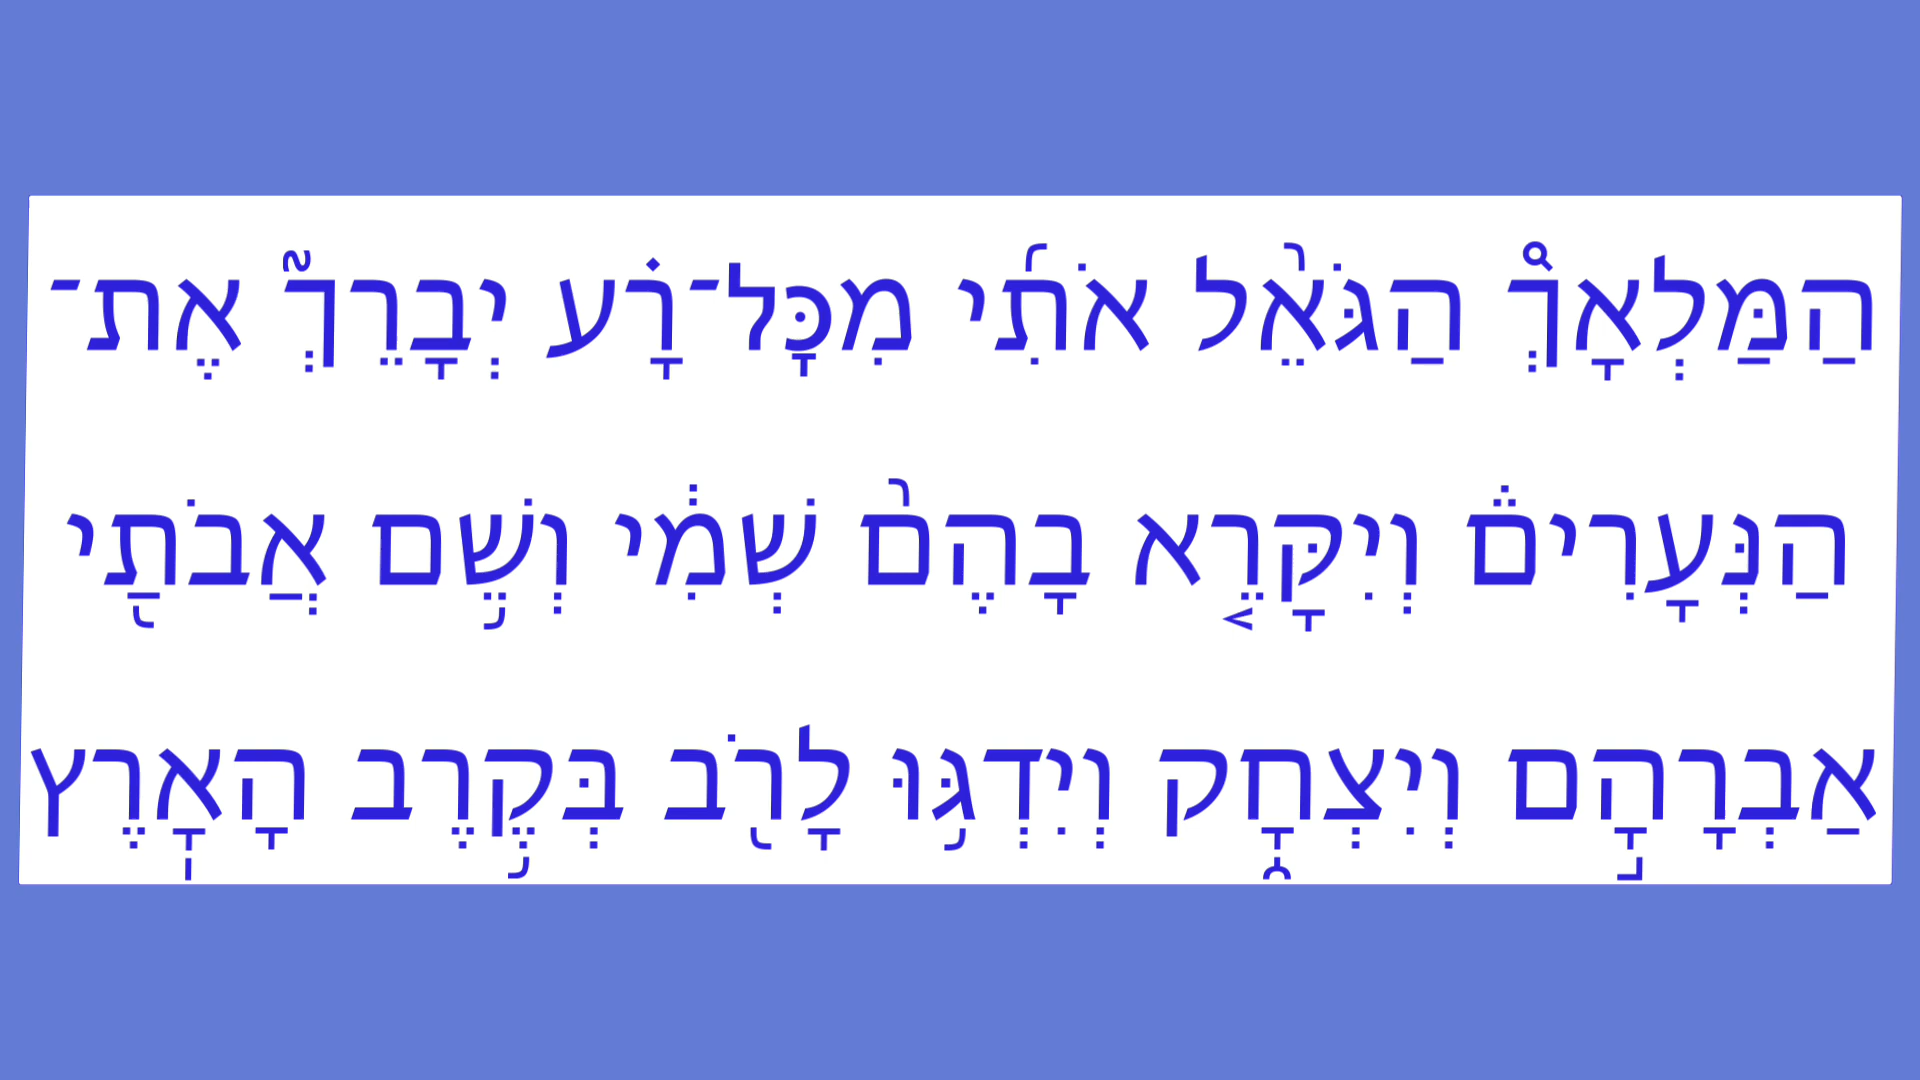 הַמַּלְאָךְ֩ הַגֹּאֵ֨ל אֹתִ֜י מִכׇּל־רָ֗ע יְבָרֵךְ֮ אֶת־
הַנְּעָרִים֒ וְיִקָּרֵ֤א בָהֶם֙ שְׁמִ֔י וְשֵׁ֥ם אֲבֹתַ֖י
אַבְרָהָ֣ם וְיִצְחָ֑ק וְיִדְגּ֥וּ לָרֹ֖ב בְּקֶ֥רֶב הָאָֽרֶץ